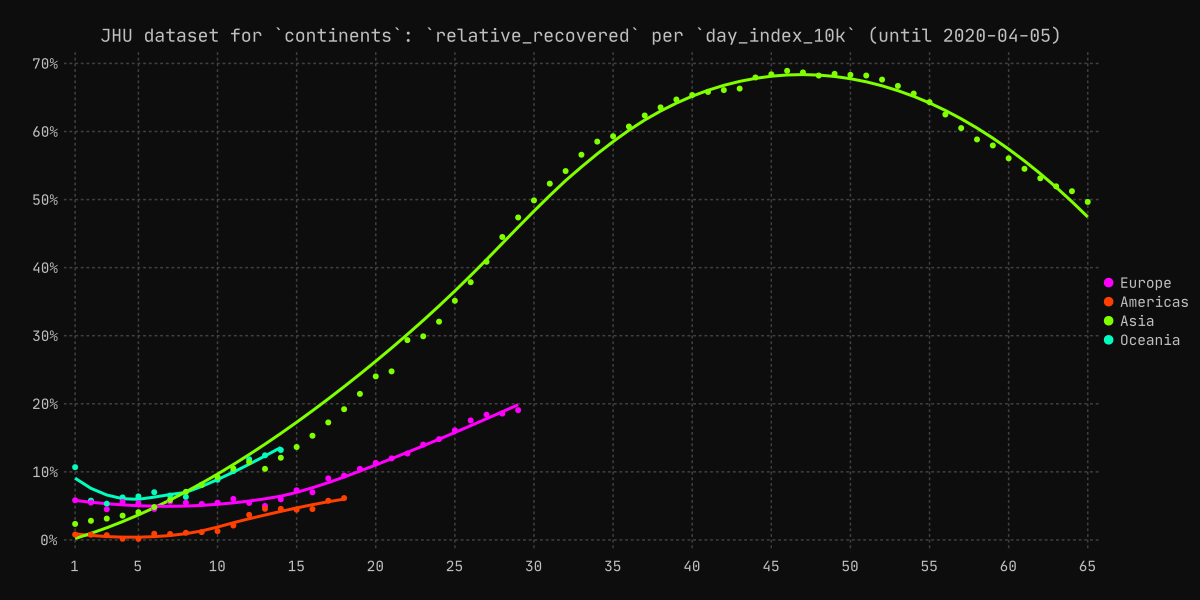 JHU dataset for `continents`: `relative_recovered` per `day_index_10k` (until 2020-04-05)
70%
60%
50%
40%
30%
20%
10%
0%
1 5 10 15 20 25 30 35 40 45 50 55 60 65
Europe
Americas
Asia
Oceania